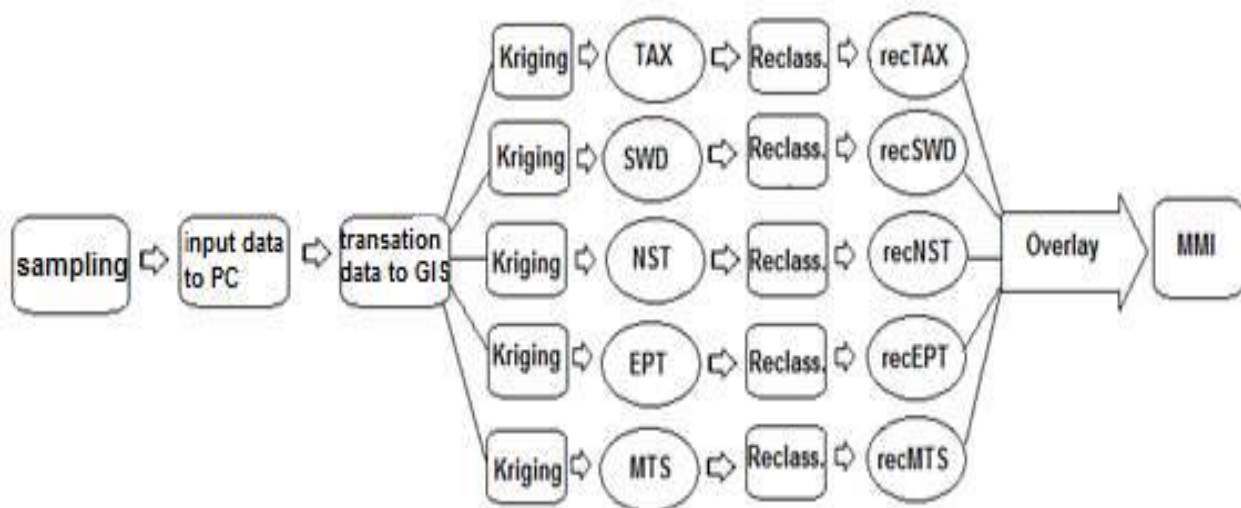 sampling
input data
to PC
transation
data to GIS
Kriging
TAX
Reclass.
recTAX
Kriging
SWD
Reclass.
recSWD
Kriging
NST
Reclass.
recNST
Kriging
EPT
Reclass.
recEPT
Kriging
MTS
Reclass.
recMTS
Overlay
MMI